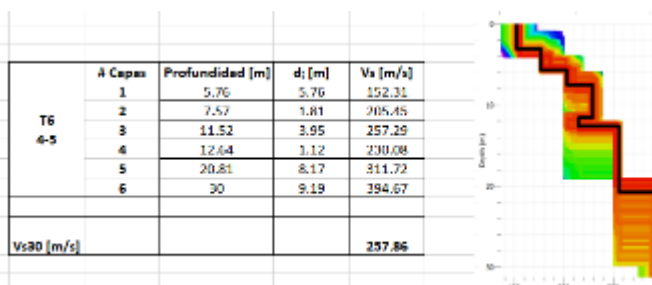 # Capas Profundidad [m] di [m] Vs [m/s]
T6
4-5
1 5.76 5.76 152.31
2 7.57 1.81 205.45
3 11.52 3.95 257.29
4 12.64 1.12 230.08
5 20.81 8.17 311.72
6 30 9.19 394.67
Vs30 [m/s] 257.86
0
10
20
30